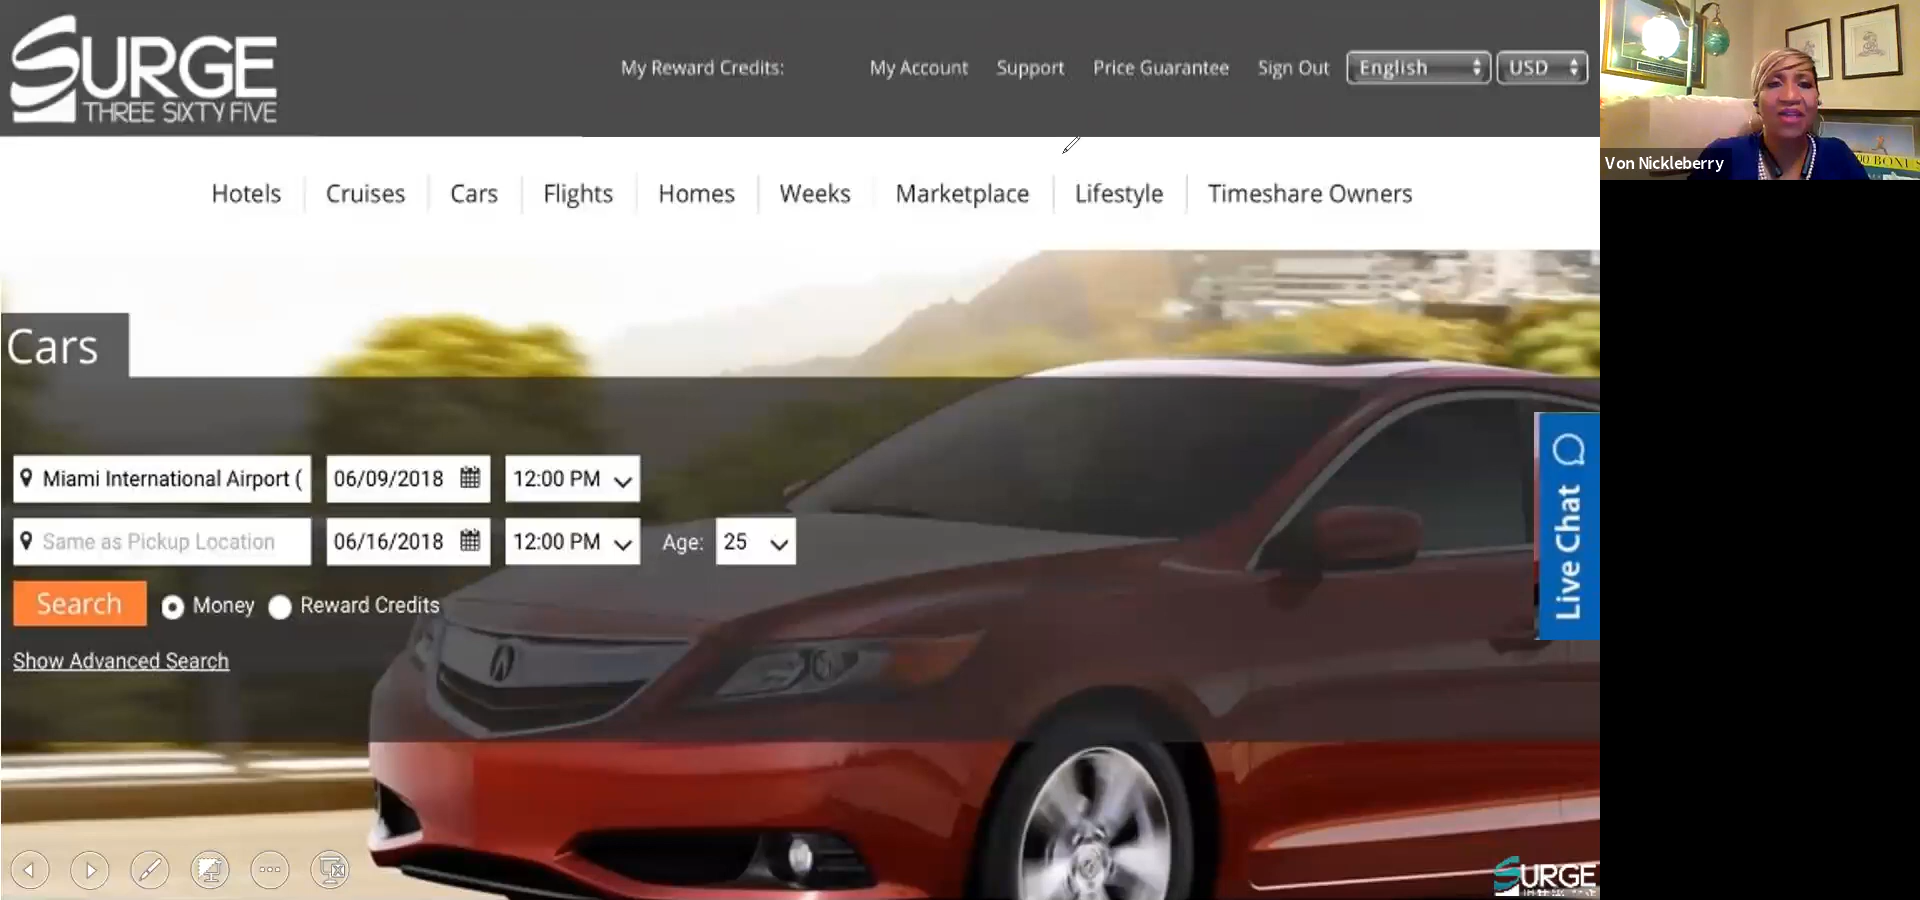 SURGE
THREE SIXTY FIVE
My Reward Credits:
My Account
Support
Price Guarantee
Sign Out
English
USD
Hotels
Cruises
Cars
Flights
Homes
Weeks
Marketplace
Lifestyle
Timeshare Owners
Von Nickleberry
Cars
Miami International Airport (
06/09/2018
12:00 PM
Same as Pickup Location
06/16/2018
12:00 PM
Age:
25
Search
Money
Reward Credits
Show Advanced Search
Live Chat
SURGE